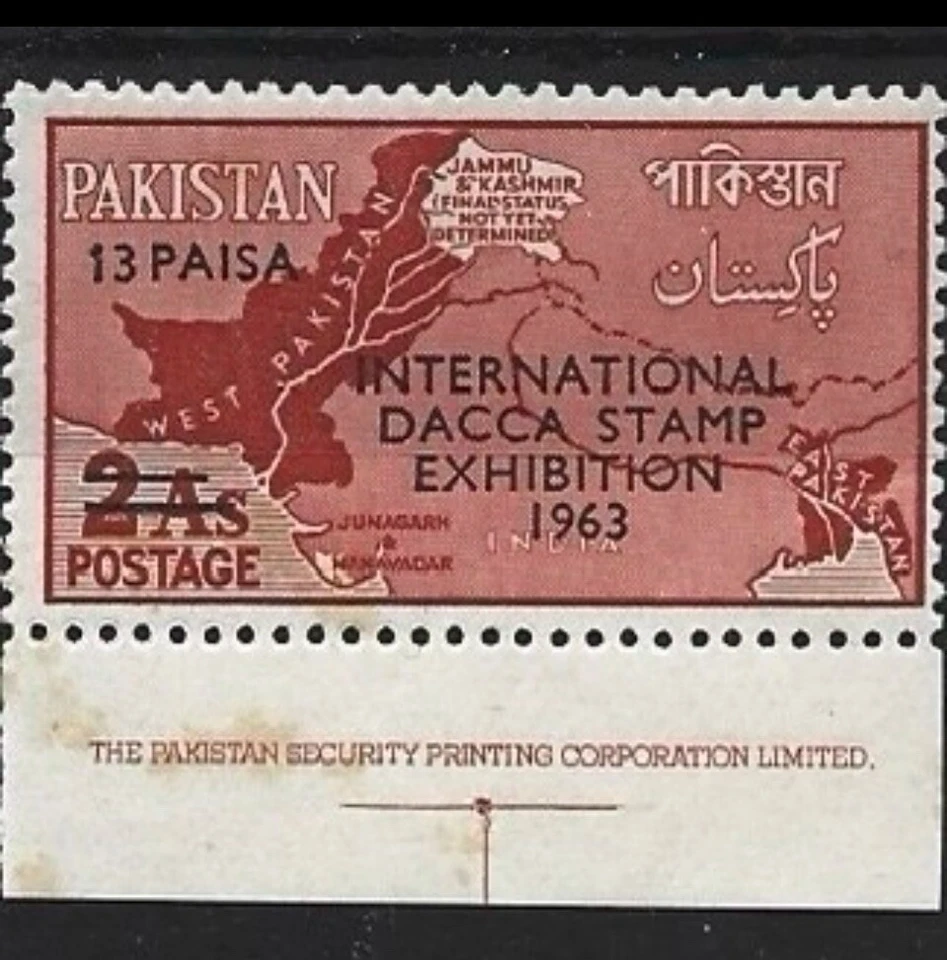 PAKISTAN
পাকিস্তান
پاکستان
13 PAISA
JAMMU
& KASHMIR
(FINAL STATUS
NOT YET
DETERMINED)
WEST PAKISTAN
INTERNATIONAL
DACCA STAMP
EXHIBITION
1963
EAST
PAKISTAN
2 As
POSTAGE
JUNAGARH
&
MANAVADAR
INDIA
THE PAKISTAN SECURITY PRINTING CORPORATION LIMITED.